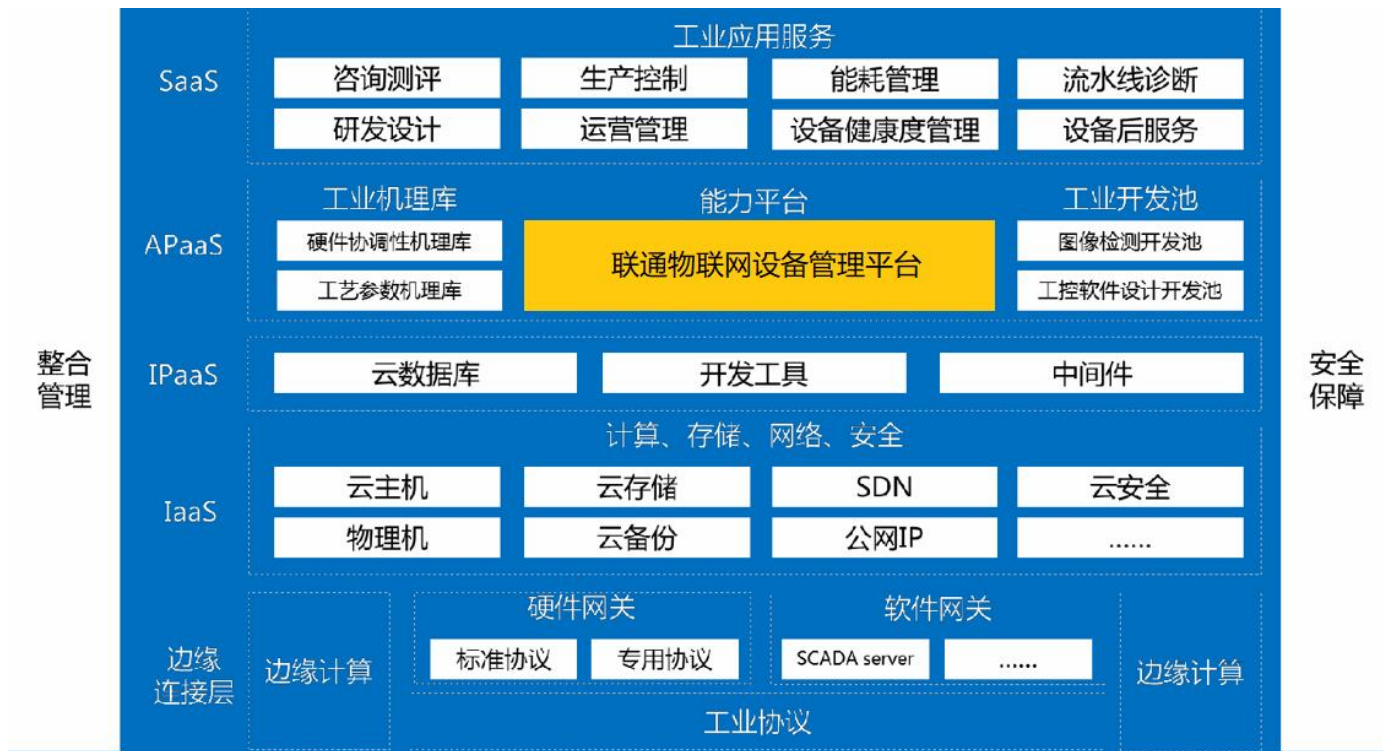 工业应用服务
SaaS
咨询测评
生产控制
能耗管理
流水线诊断
研发设计
运营管理
设备健康度管理
设备后服务
APaaS
工业机理库
硬件协调性机理库
工艺参数机理库
能力平台
联通物联网设备管理平台
工业开发池
图像检测开发池
工控软件设计开发池
整合
管理
IPaaS
云数据库
开发工具
中间件
安全
保障
计算、存储、网络、安全
IaaS
云主机
云存储
SDN
云安全
物理机
云备份
公网IP
......
边缘
连接层
边缘计算
硬件网关
标准协议
专用协议
软件网关
SCADA server
......
边缘计算
工业协议